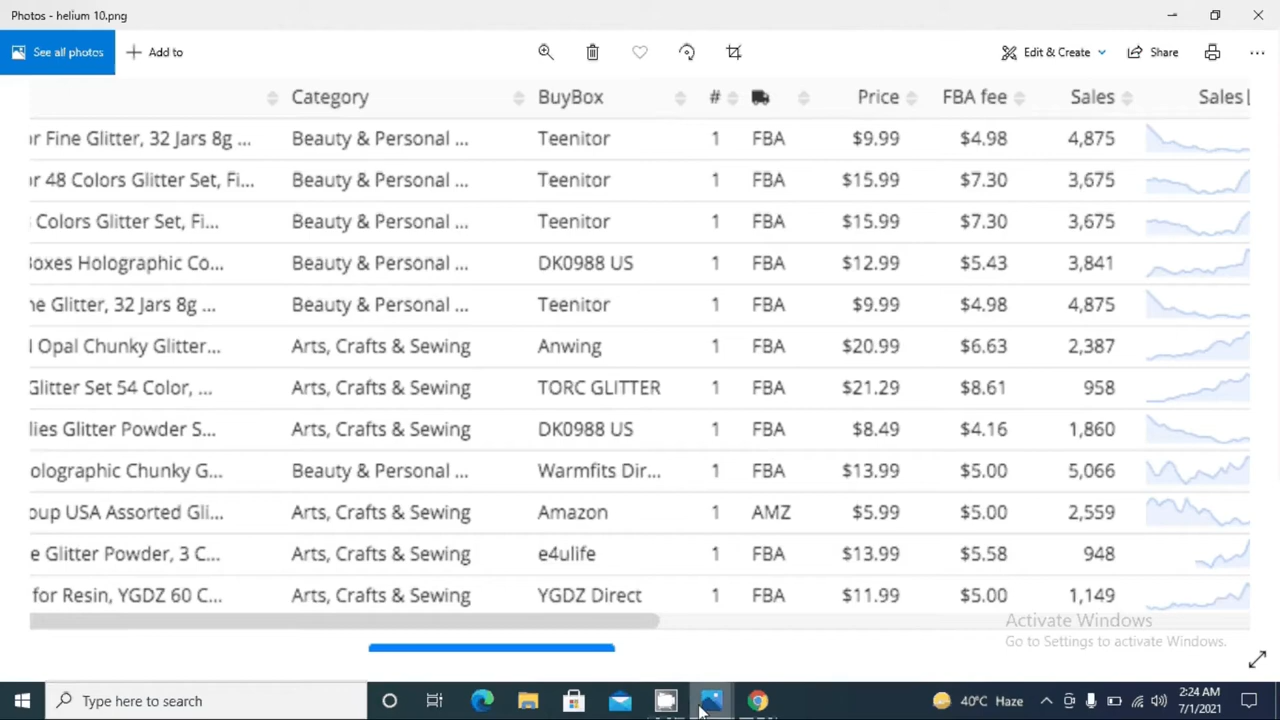 Photos - helium 10.png
See all photos
Add to
Edit & Create
Share
Category BuyBox # Price FBA fee Sales Sales
or Fine Glitter, 32 Jars 8g ... Beauty & Personal ... Teenitor 1 FBA $9.99 $4.98 4,875
or 48 Colors Glitter Set, Fi... Beauty & Personal ... Teenitor 1 FBA $15.99 $7.30 3,675
Colors Glitter Set, Fi... Beauty & Personal ... Teenitor 1 FBA $15.99 $7.30 3,675
Boxes Holographic Co... Beauty & Personal ... DK0988 US 1 FBA $12.99 $5.43 3,841
ne Glitter, 32 Jars 8g ... Beauty & Personal ... Teenitor 1 FBA $9.99 $4.98 4,875
Opal Chunky Glitter... Arts, Crafts & Sewing Anwing 1 FBA $20.99 $6.63 2,387
Glitter Set 54 Color, ... Arts, Crafts & Sewing TORC GLITTER 1 FBA $21.29 $8.61 958
lies Glitter Powder S... Arts, Crafts & Sewing DK0988 US 1 FBA $8.49 $4.16 1,860
olographic Chunky G... Beauty & Personal ... Warmfits Dir... 1 FBA $13.99 $5.00 5,066
oup USA Assorted Gli... Arts, Crafts & Sewing Amazon 1 AMZ $5.99 $5.00 2,559
e Glitter Powder, 3 C... Arts, Crafts & Sewing e4ulife 1 FBA $13.99 $5.58 948
for Resin, YGDZ 60 C... Arts, Crafts & Sewing YGDZ Direct 1 FBA $11.99 $5.00 1,149
Activate Windows
Go to Settings to activate Windows.
Type here to search
40°C Haze
2:24 AM
7/1/2021